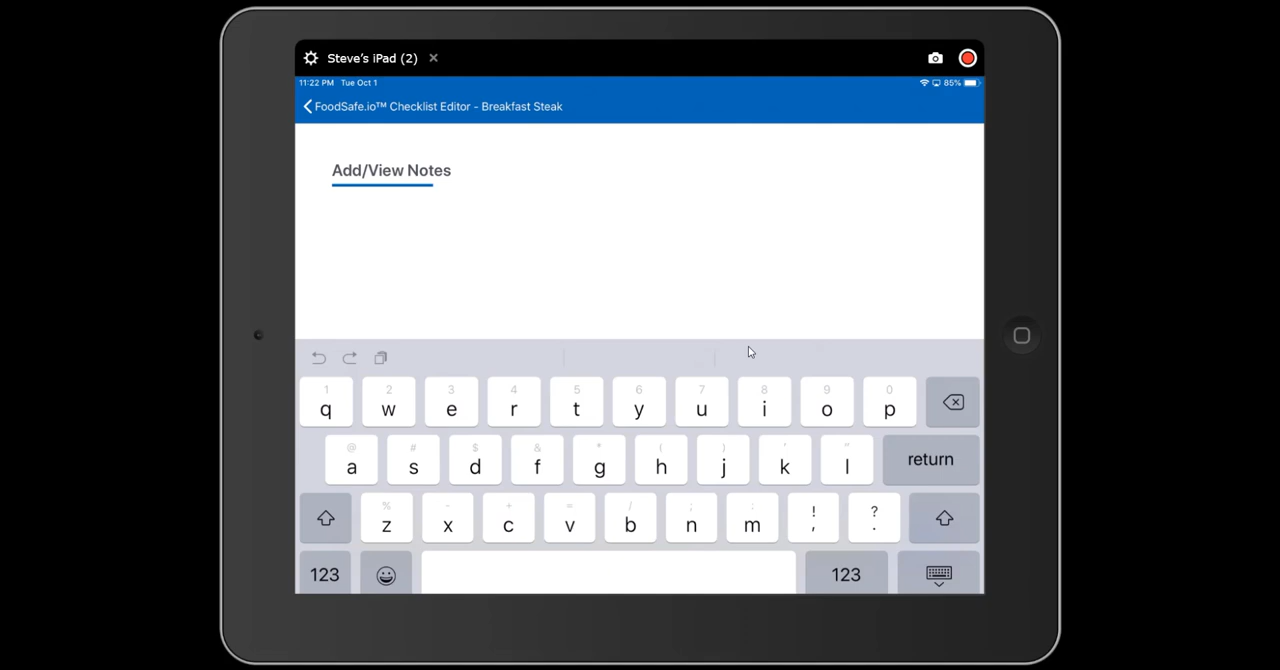 Steve's iPad (2) ×
11:22 PM Tue Oct 1 85%
FoodSafe.io™ Checklist Editor - Breakfast Steak
Add/View Notes
1 2 3 4 5 6 7 8 9 0
q w e r t y u i o p
@ # $ & * ( ) ' "
a s d f g h j k l return
% - + = / ; : ! ?
z x c v b n m , .
123 123